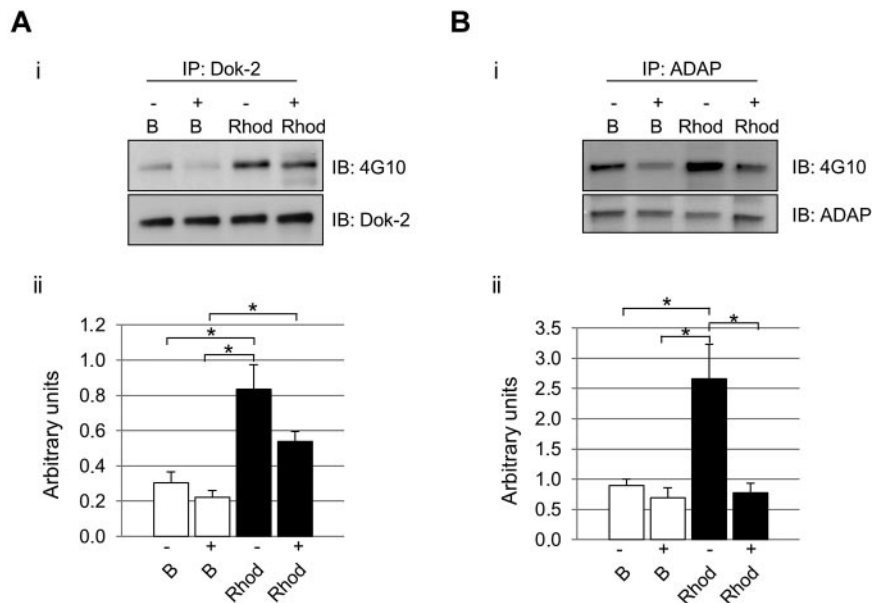 A
i
IP: Dok-2
- + - +
B B Rhod Rhod
IB: 4G10
IB: Dok-2
ii
* 
* 
* 
1.2
1.0
0.8
0.6
0.4
0.2
0.0
Arbitrary units
- + - +
B B Rhod Rhod
B
i
IP: ADAP
- + - +
B B Rhod Rhod
IB: 4G10
IB: ADAP
ii
* 
* 
* 
3.5
3.0
2.5
2.0
1.5
1.0
0.5
0.0
Arbitrary units
- + - +
B B Rhod Rhod